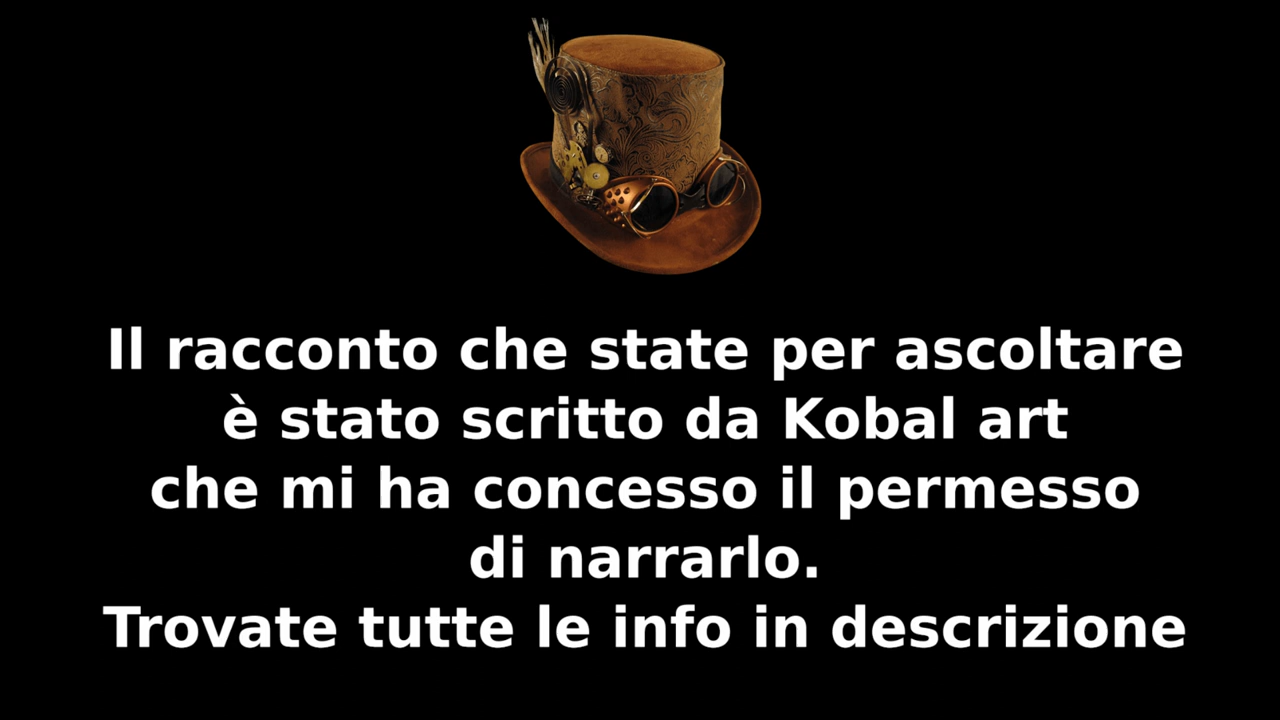 Il racconto che state per ascoltare
è stato scritto da Kobal art
che mi ha concesso il permesso
di narrarlo.
Trovate tutte le info in descrizione